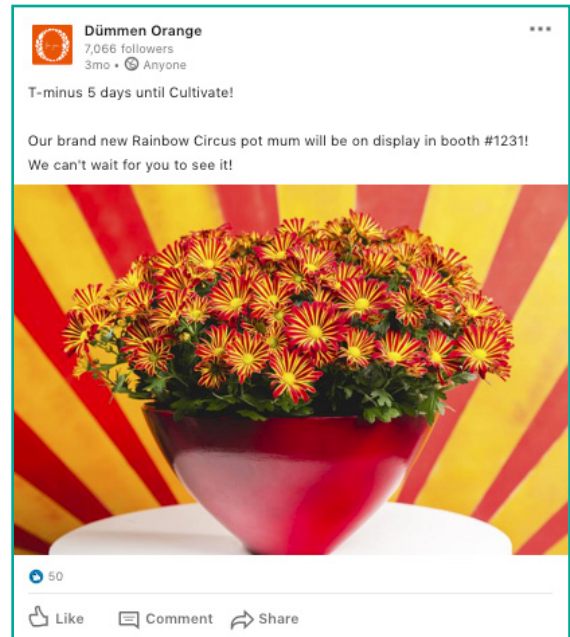 Dümmen Orange
7,066 followers
3mo • Anyone
T-minus 5 days until Cultivate!
Our brand new Rainbow Circus pot mum will be on display in booth #1231!
We can't wait for you to see it!
50
Like Comment Share